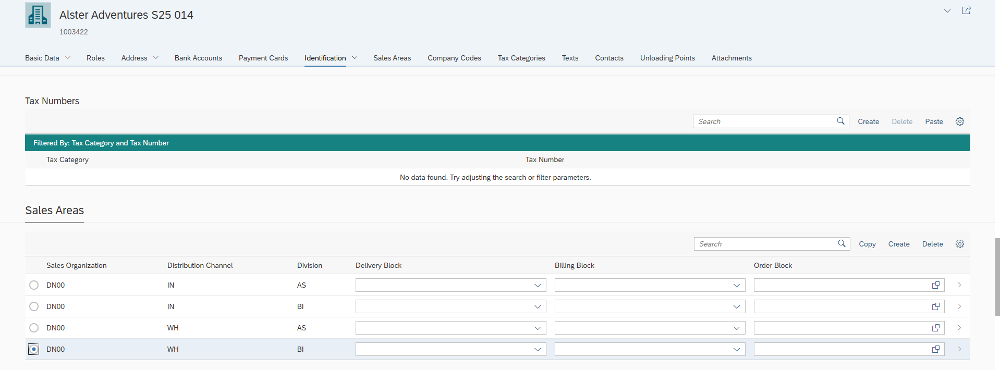 Alster Adventures S25 014
1003422
Basic Data Roles Address Bank Accounts Payment Cards Identification Sales Areas Company Codes Tax Categories Texts Contacts Unloading Points Attachments
Tax Numbers
Search Create Delete Paste
Filtered By: Tax Category and Tax Number
Tax Category Tax Number
No data found. Try adjusting the search or filter parameters.
Sales Areas
Search Copy Create Delete
Sales Organization Distribution Channel Division Delivery Block Billing Block Order Block
DN00 IN AS
DN00 IN BI
DN00 WH AS
DN00 WH BI